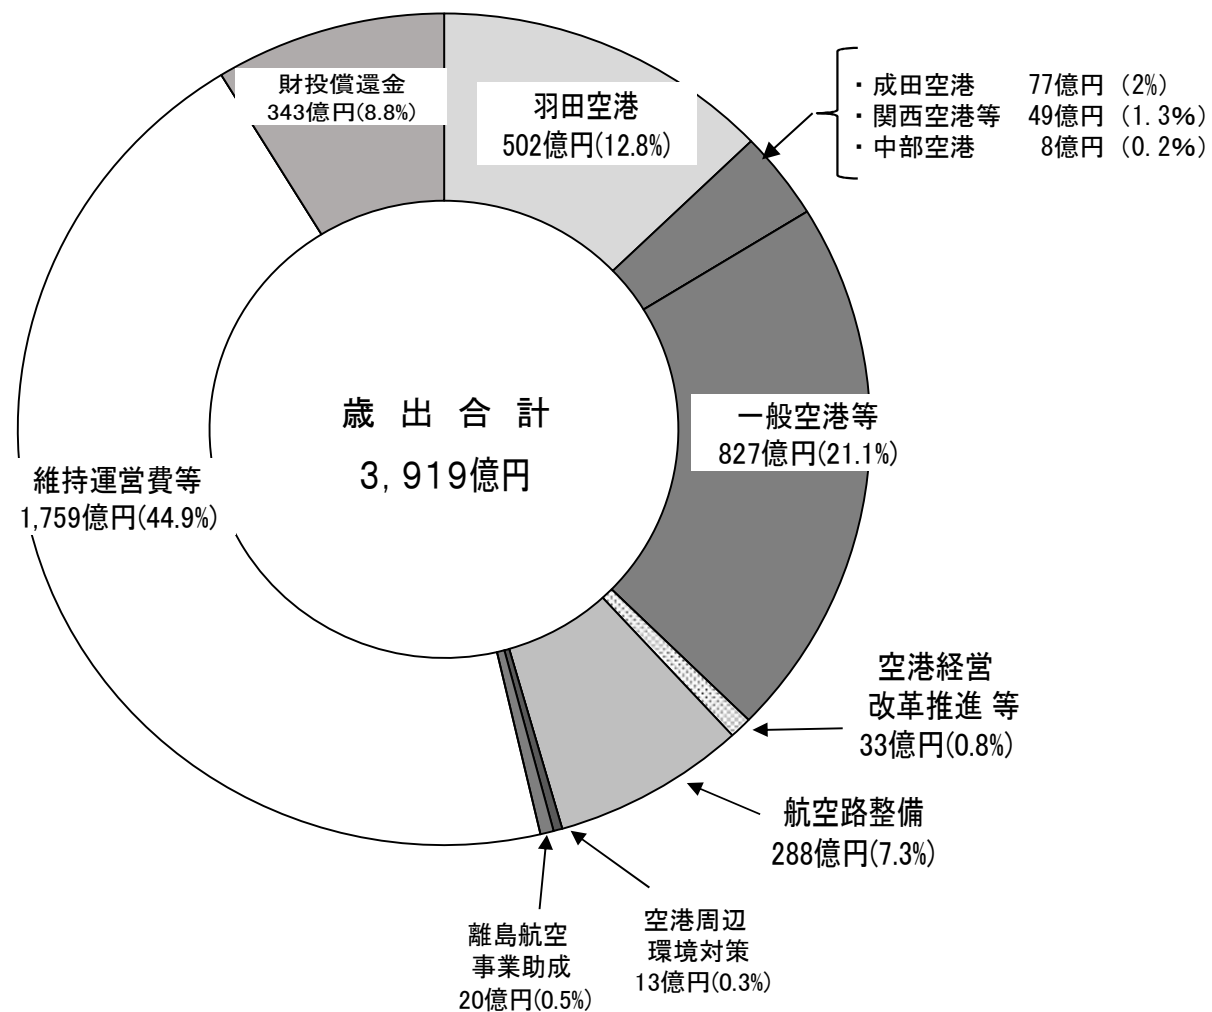 財投償還金
343億円(8.8%)
羽田空港
502億円(12.8%)
・成田空港 77億円 (2%)
・関西空港等 49億円 (1.3%)
・中部空港 8億円 (0.2%)
歳出合計
3,919億円
一般空港等
827億円(21.1%)
維持運営費等
1,759億円(44.9%)
空港経営
改革推進 等
33億円(0.8%)
航空路整備
288億円(7.3%)
空港周辺
環境対策
13億円(0.3%)
離島航空
事業助成
20億円(0.5%)